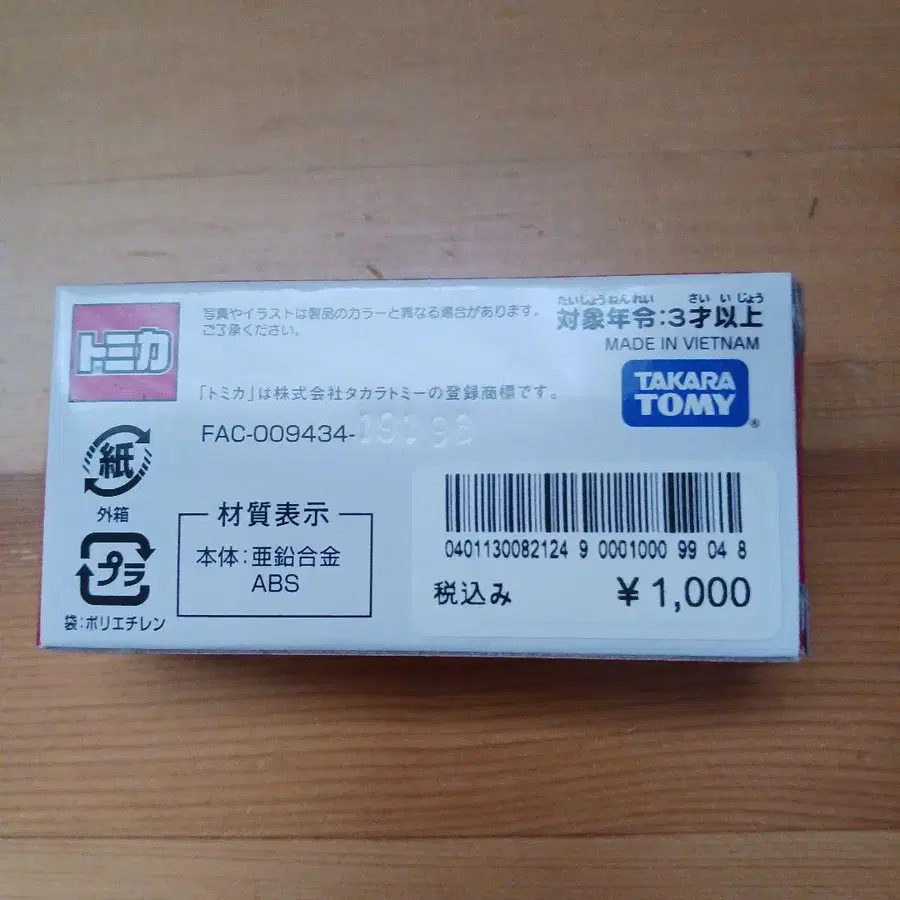 トミカ
写真やイラストは製品のカラーと異なる場合があります。
ご了承ください。
たいしょうねんれい さいいじょう
対象年令:3才以上
MADE IN VIETNAM
TAKARA
TOMY
®
「トミカ」は株式会社タカラトミーの登録商標です。
FAC-009434-
紙
外箱
プラ
袋:ポリエチレン
材質表示
本体:亜鉛合金
ABS
0401130082124 9 0001000 99 04 8
税込み ¥1,000